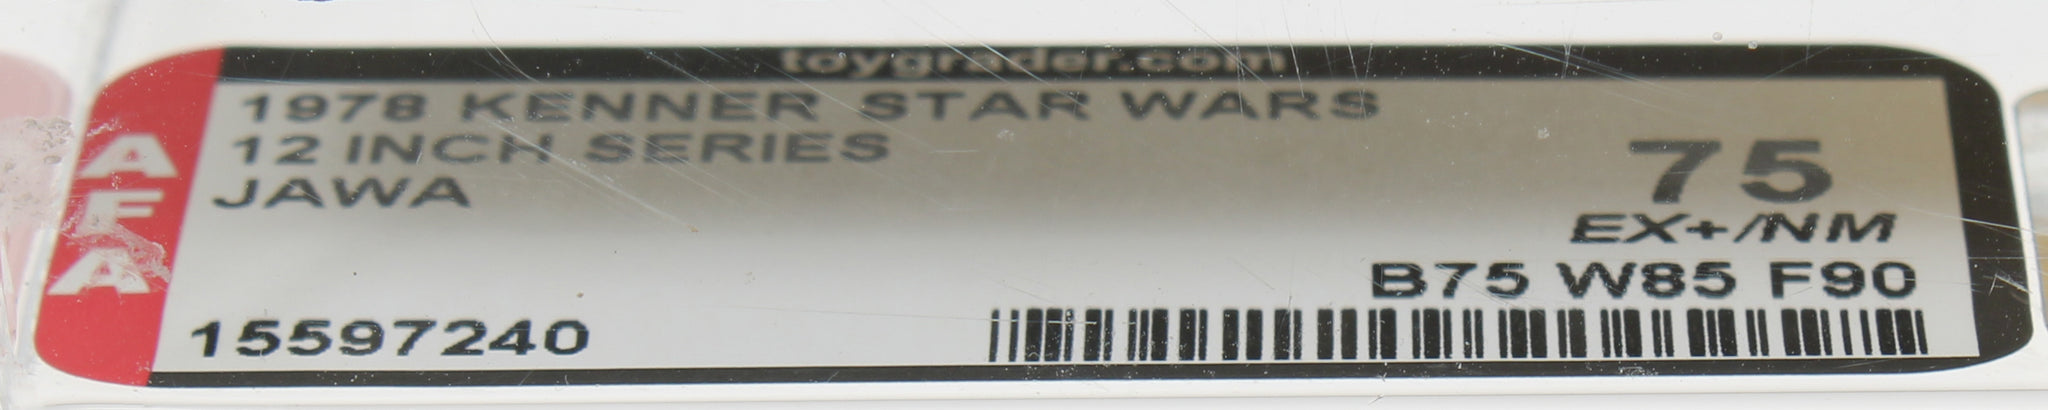 toygrader.com
AFA
1978 KENNER STAR WARS
12 INCH SERIES
JAWA
75
EX+/NM
B75 W85 F90
15597240